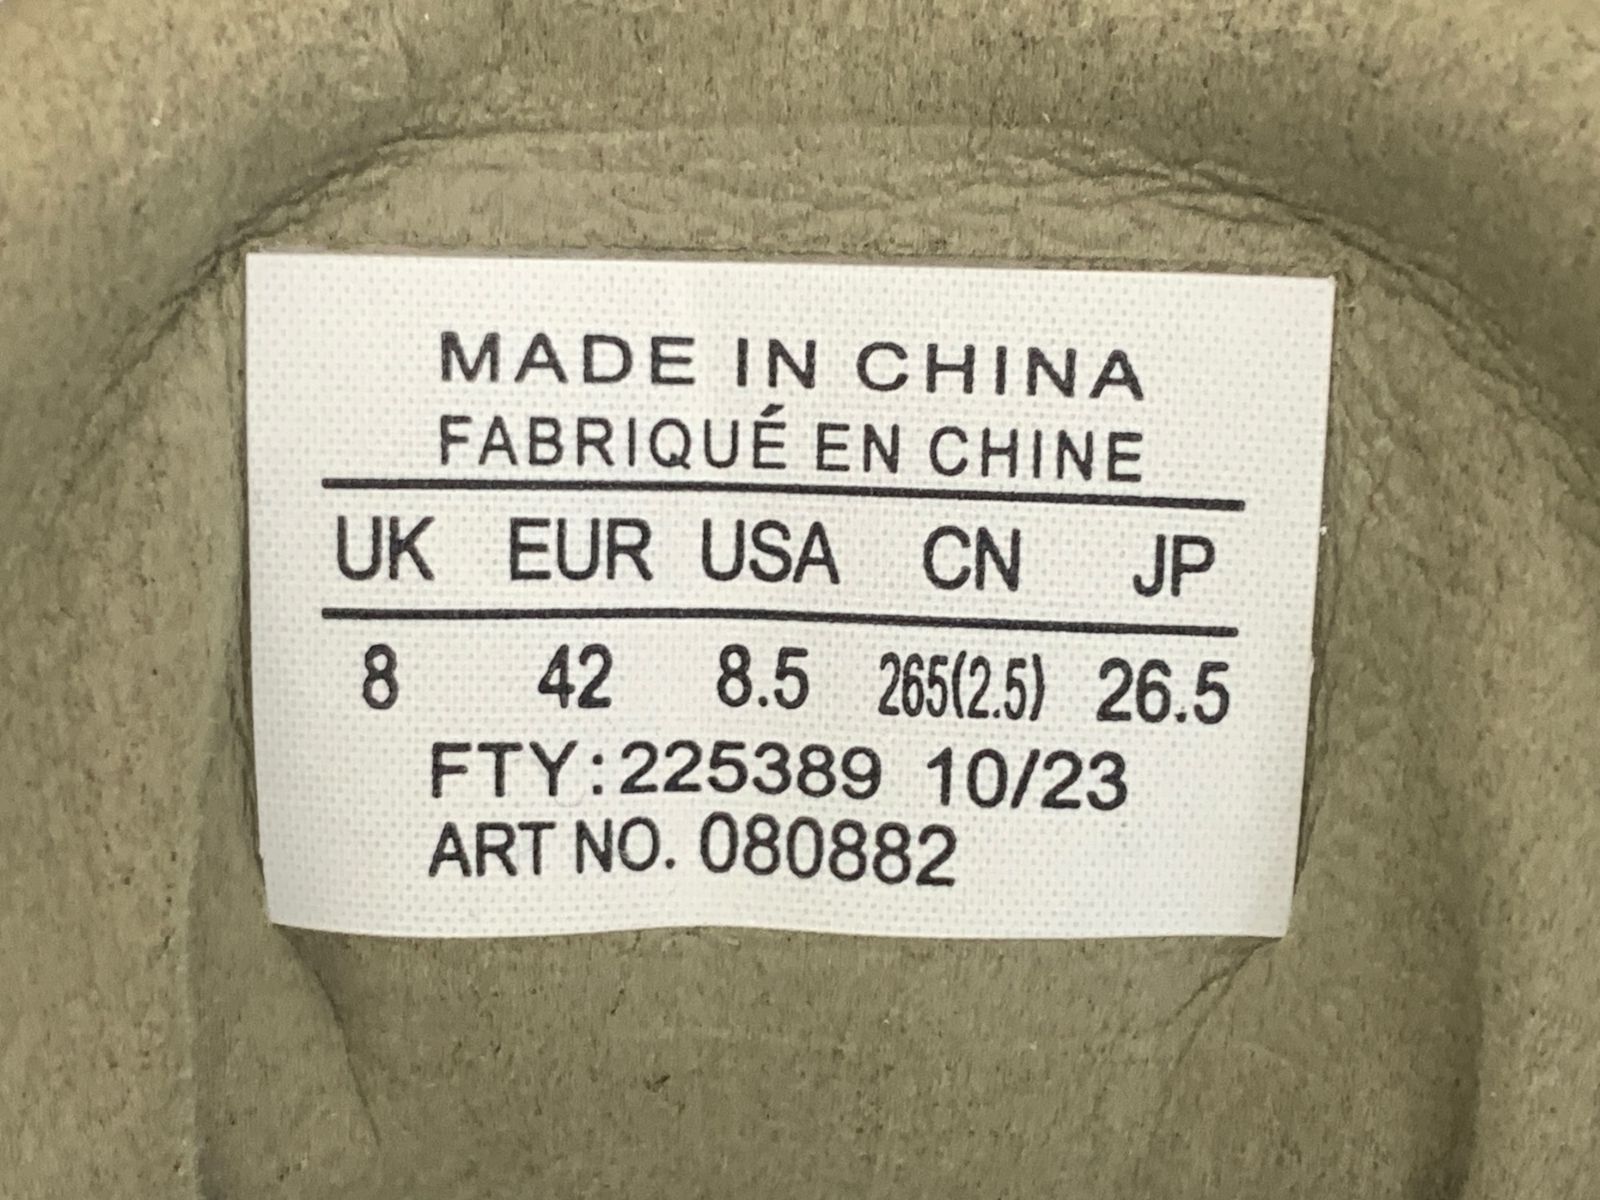 MADE IN CHINA
FABRIQUÉ EN CHINE
UK EUR USA CN JP
8 42 8.5 265(2.5) 26.5
FTY:225389 10/23
ART NO. 080882